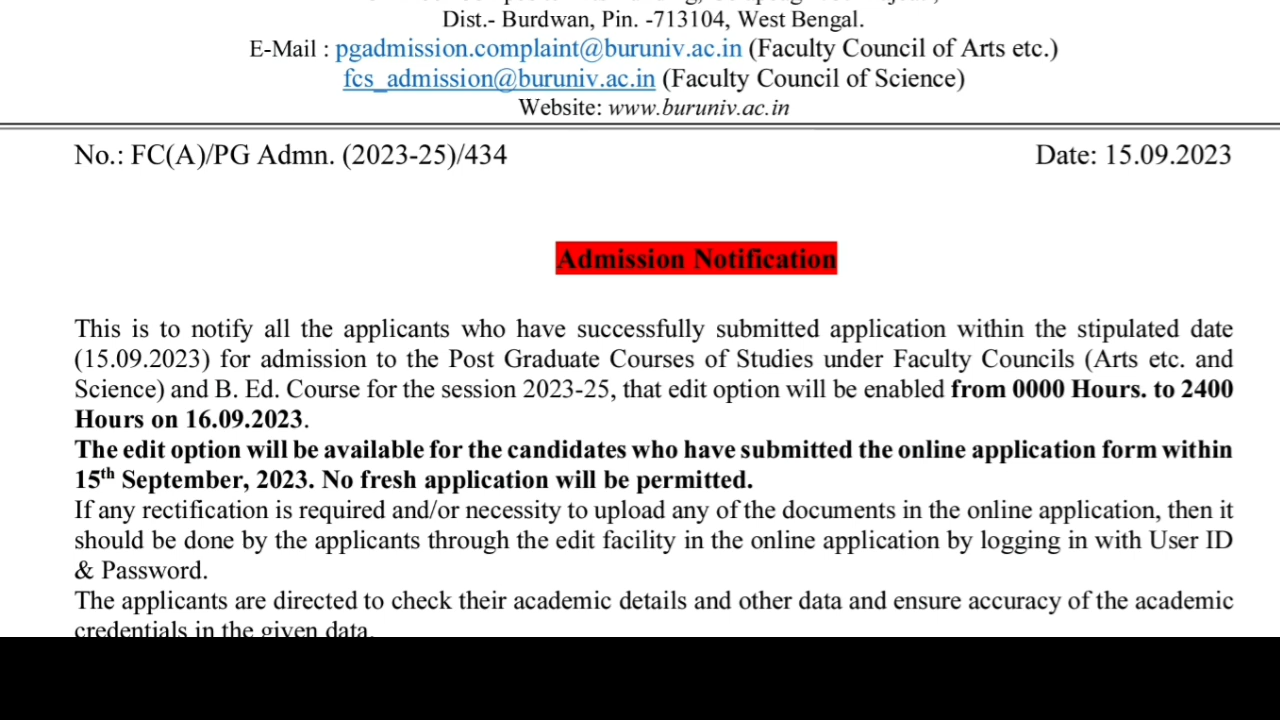 Dist.- Burdwan, Pin. -713104, West Bengal.
E-Mail : pgadmission.complaint@buruniv.ac.in (Faculty Council of Arts etc.)
fcs_admission@buruniv.ac.in (Faculty Council of Science)
Website: www.buruniv.ac.in
No.: FC(A)/PG Admn. (2023-25)/434 Date: 15.09.2023
Admission Notification
This is to notify all the applicants who have successfully submitted application within the stipulated date
(15.09.2023) for admission to the Post Graduate Courses of Studies under Faculty Councils (Arts etc. and
Science) and B. Ed. Course for the session 2023-25, that edit option will be enabled from 0000 Hours. to 2400
Hours on 16.09.2023.
The edit option will be available for the candidates who have submitted the online application form within
15th September, 2023. No fresh application will be permitted.
If any rectification is required and/or necessity to upload any of the documents in the online application, then it
should be done by the applicants through the edit facility in the online application by logging in with User ID
& Password.
The applicants are directed to check their academic details and other data and ensure accuracy of the academic
credentials in the given data.